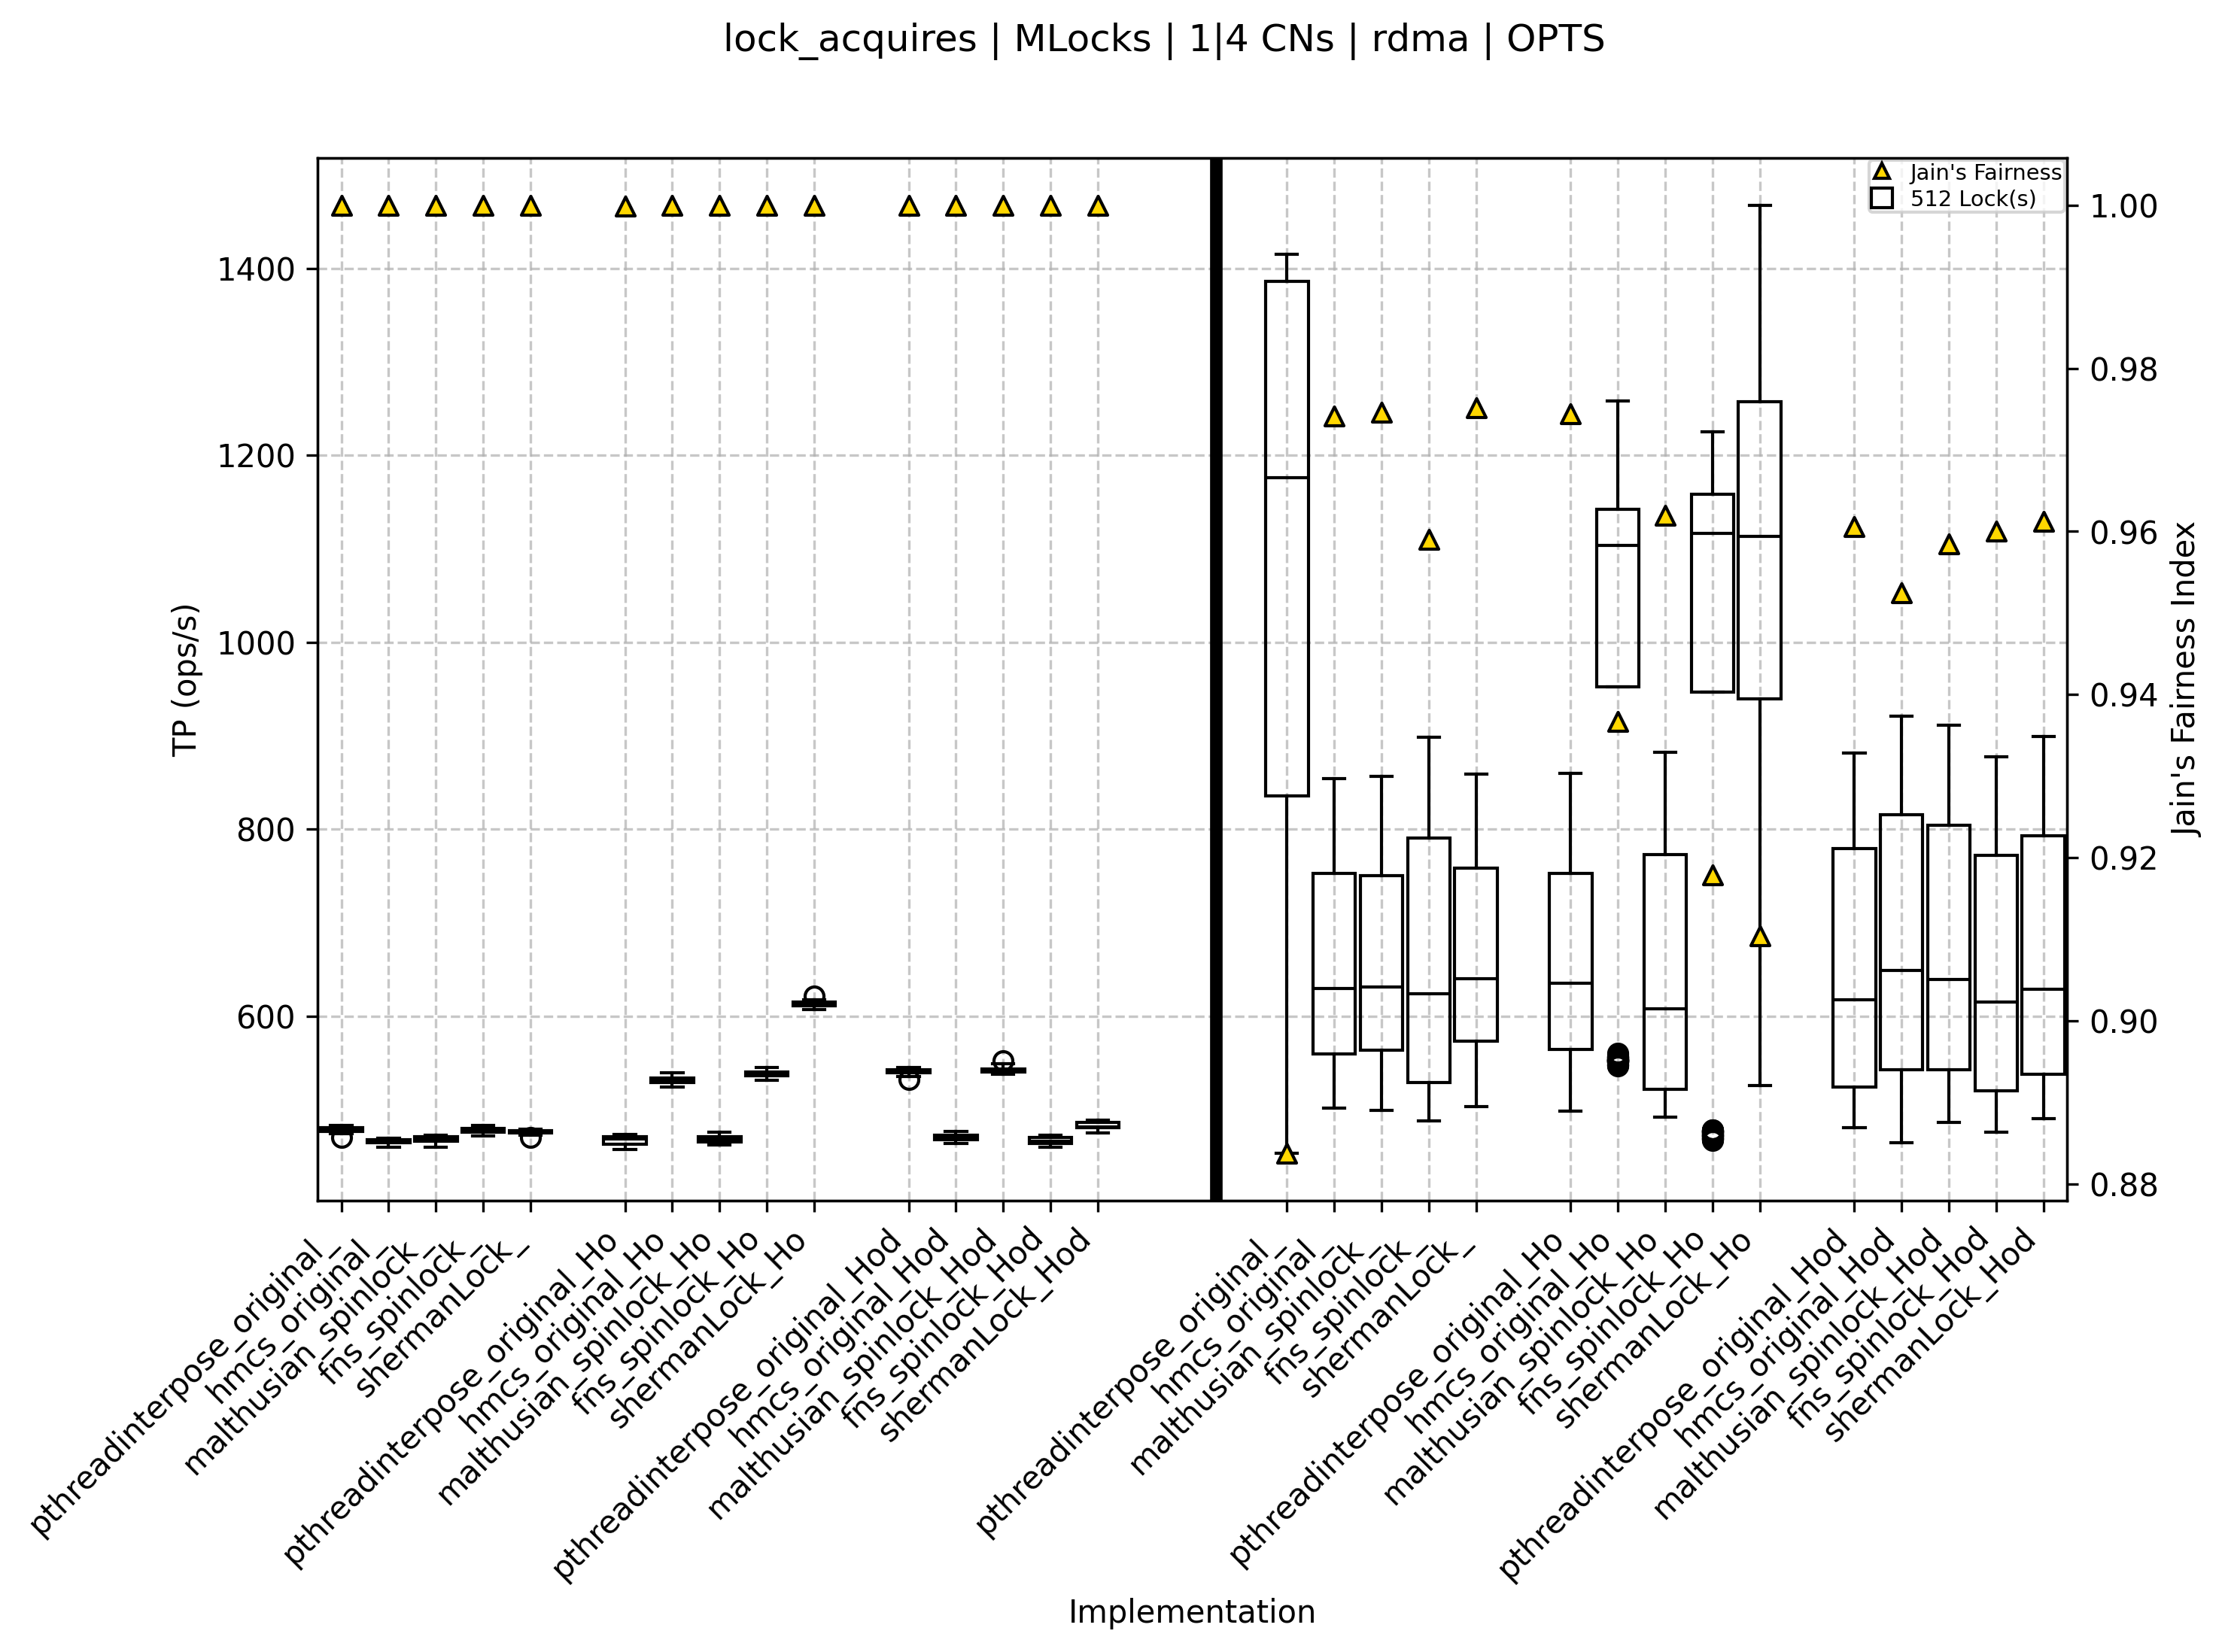 lock_acquires | MLocks | 1|4 CNs | rdma | OPTS
Jain's Fairness
512 Lock(s)
TP (ops/s)
1400
1200
1000
800
600
1.00
0.98
0.96
0.94
0.92
0.90
0.88
Jain's Fairness Index
pthreadinterpose_original_
hmcs_original_
malthusian_spinlock_
fns_spinlock_
shermanLock_
pthreadinterpose_original_Ho
hmcs_original_Ho
malthusian_spinlock_Ho
fns_spinlock_Ho
shermanLock_Ho
pthreadinterpose_original_Hod
hmcs_original_Hod
malthusian_spinlock_Hod
fns_spinlock_Hod
shermanLock_Hod
pthreadinterpose_original_
hmcs_original_
malthusian_spinlock_
fns_spinlock_
shermanLock_
pthreadinterpose_original_Ho
hmcs_original_Ho
malthusian_spinlock_Ho
fns_spinlock_Ho
shermanLock_Ho
pthreadinterpose_original_Hod
hmcs_original_Hod
malthusian_spinlock_Hod
fns_spinlock_Hod
shermanLock_Hod
Implementation